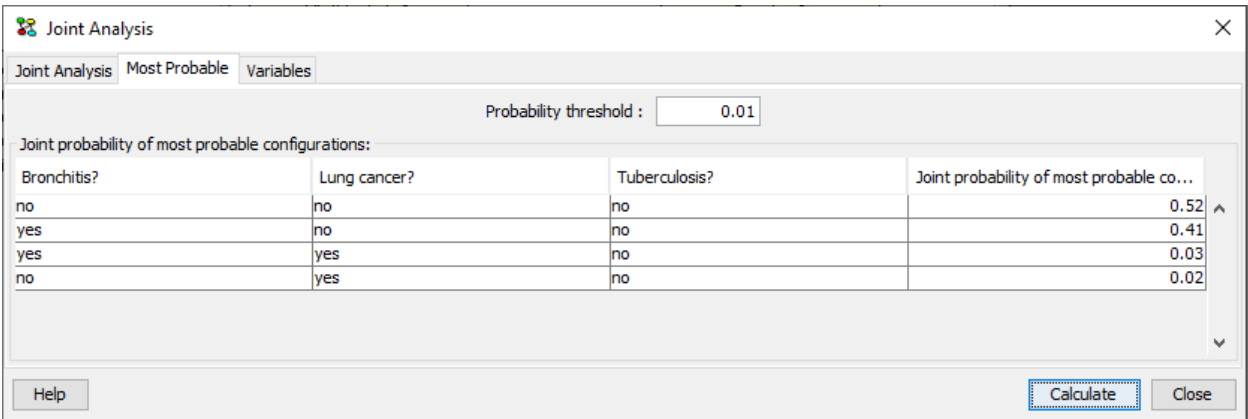 Joint Analysis
Joint Analysis Most Probable Variables
Probability threshold : 0.01
Joint probability of most probable configurations:
Bronchitis? Lung cancer? Tuberculosis? Joint probability of most probable co...
no no no 0.52
yes no no 0.41
yes yes no 0.03
no yes no 0.02
Help Calculate Close